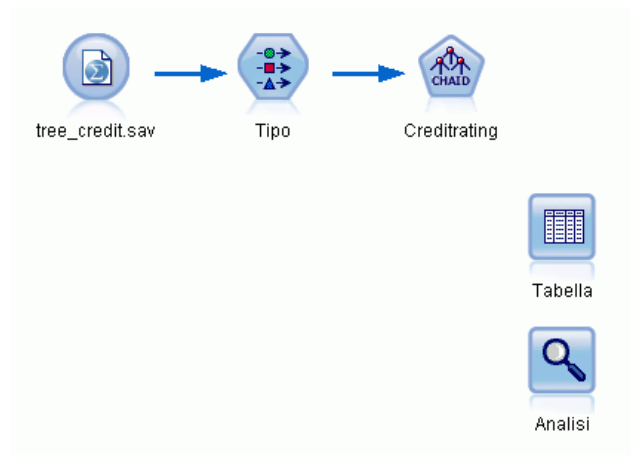 CHAID
tree_credit.sav
Tipo
Creditrating
Tabella
Analisi